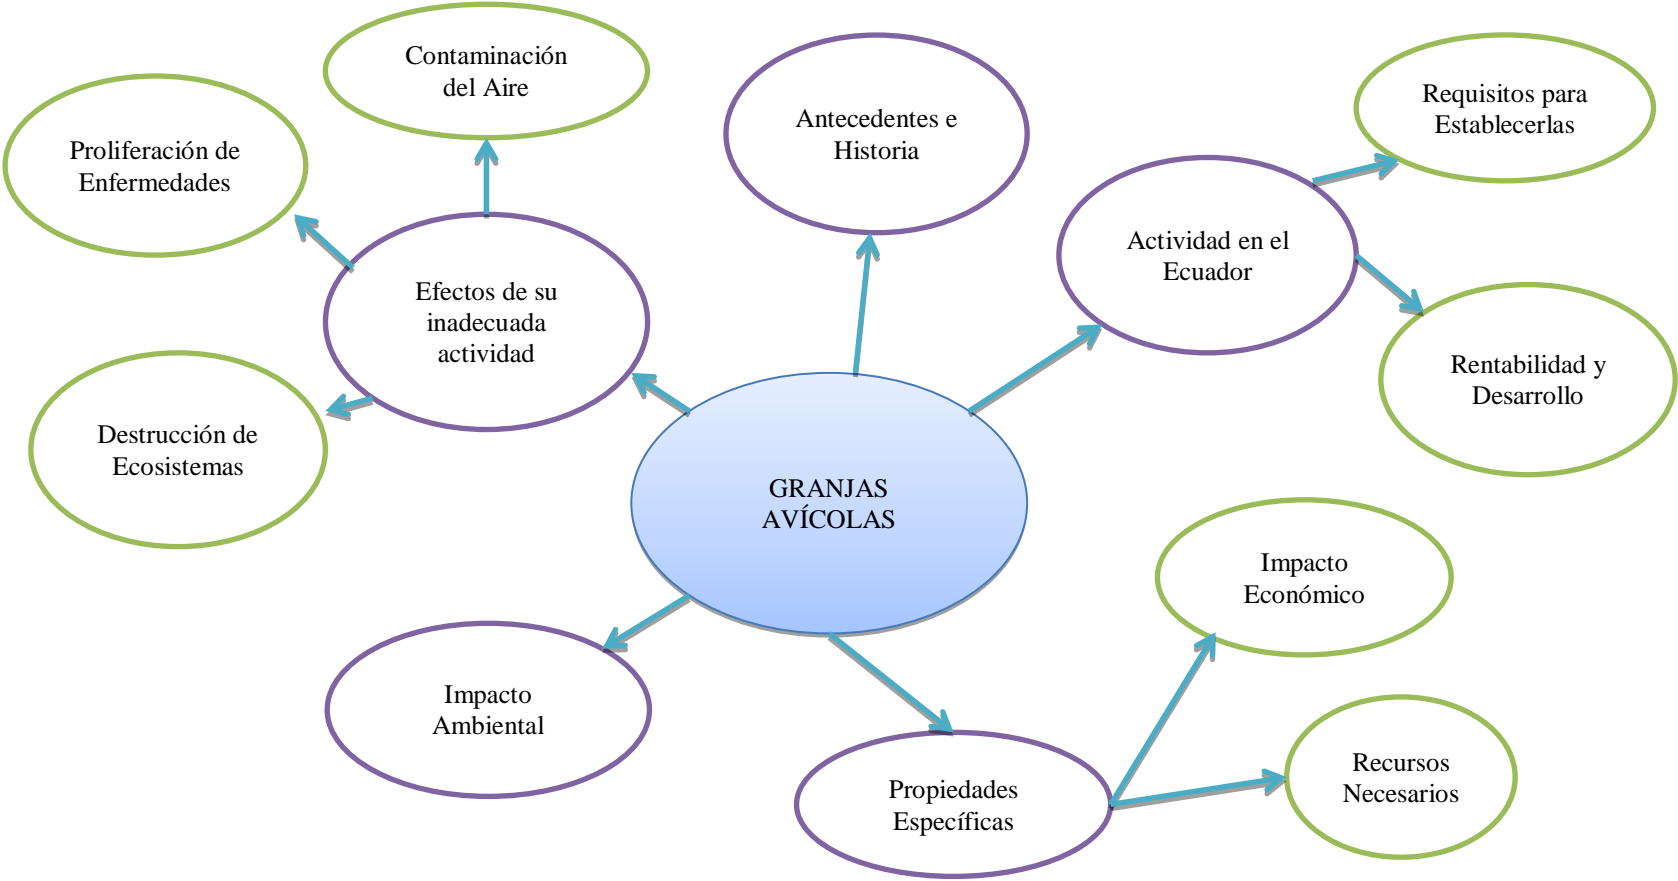 Contaminación
del Aire
Proliferación de
Enfermedades
Efectos de su
inadecuada
actividad
Destrucción de
Ecosistemas
Antecedentes e
Historia
Requisitos para
Establecerlas
Actividad en el
Ecuador
Rentabilidad y
Desarrollo
GRANJAS
AVÍCOLAS
Impacto
Ambiental
Propiedades
Específicas
Impacto
Económico
Recursos
Necesarios